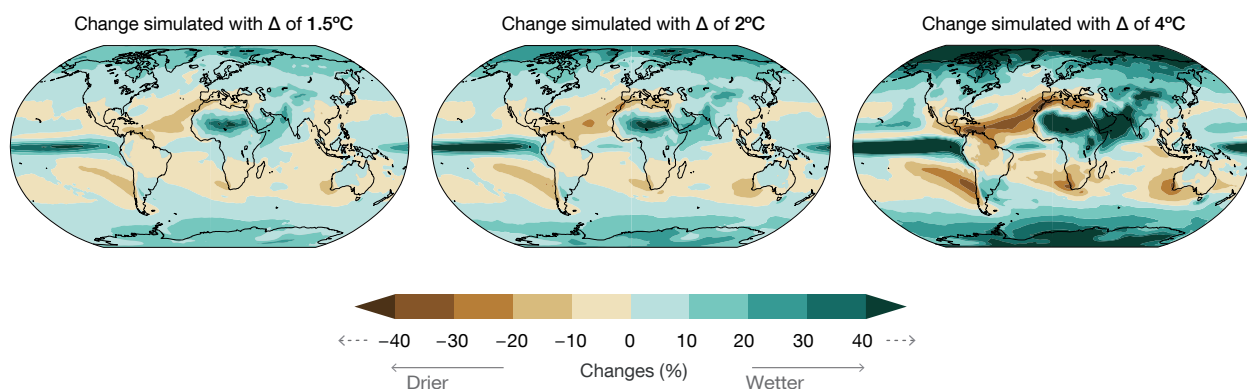 Change simulated with Δ of 1.5ºC
Change simulated with Δ of 2ºC
Change simulated with Δ of 4ºC
−40 −30 −20 −10 0 10 20 30 40
Changes (%)
Drier
Wetter